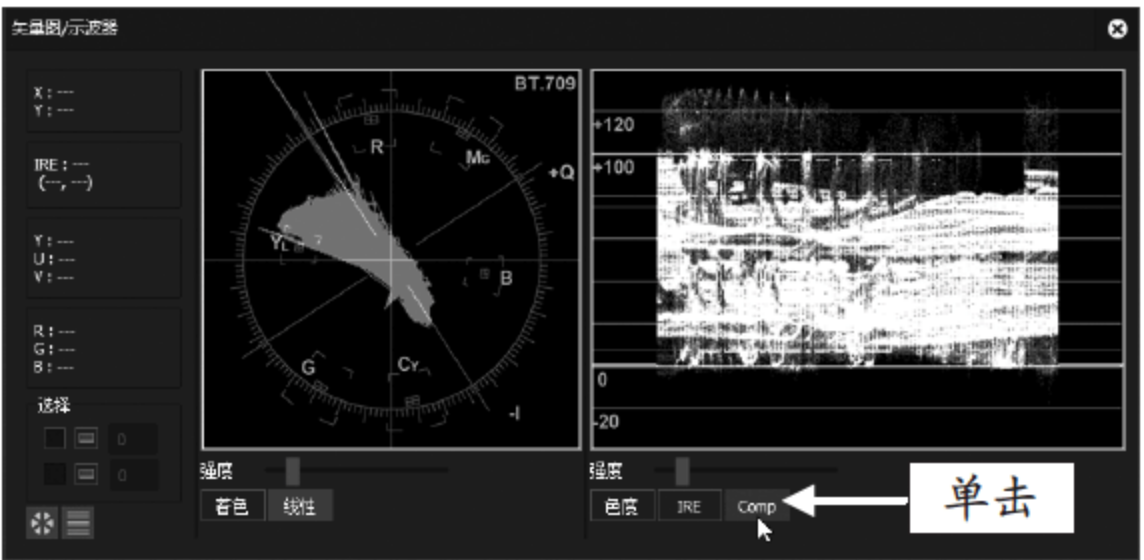 矢量图/示波器
X: ---
Y: ---
IRE: ---
(---, ---)
Y: ---
U: ---
V: ---
R: ---
G: ---
B: ---
选择
0
0
BT.709
R
MG
+Q
YL
B
G
CY
-I
强度
着色
线性
+120
+100
0
-20
强度
色度
IRE
Comp
单击